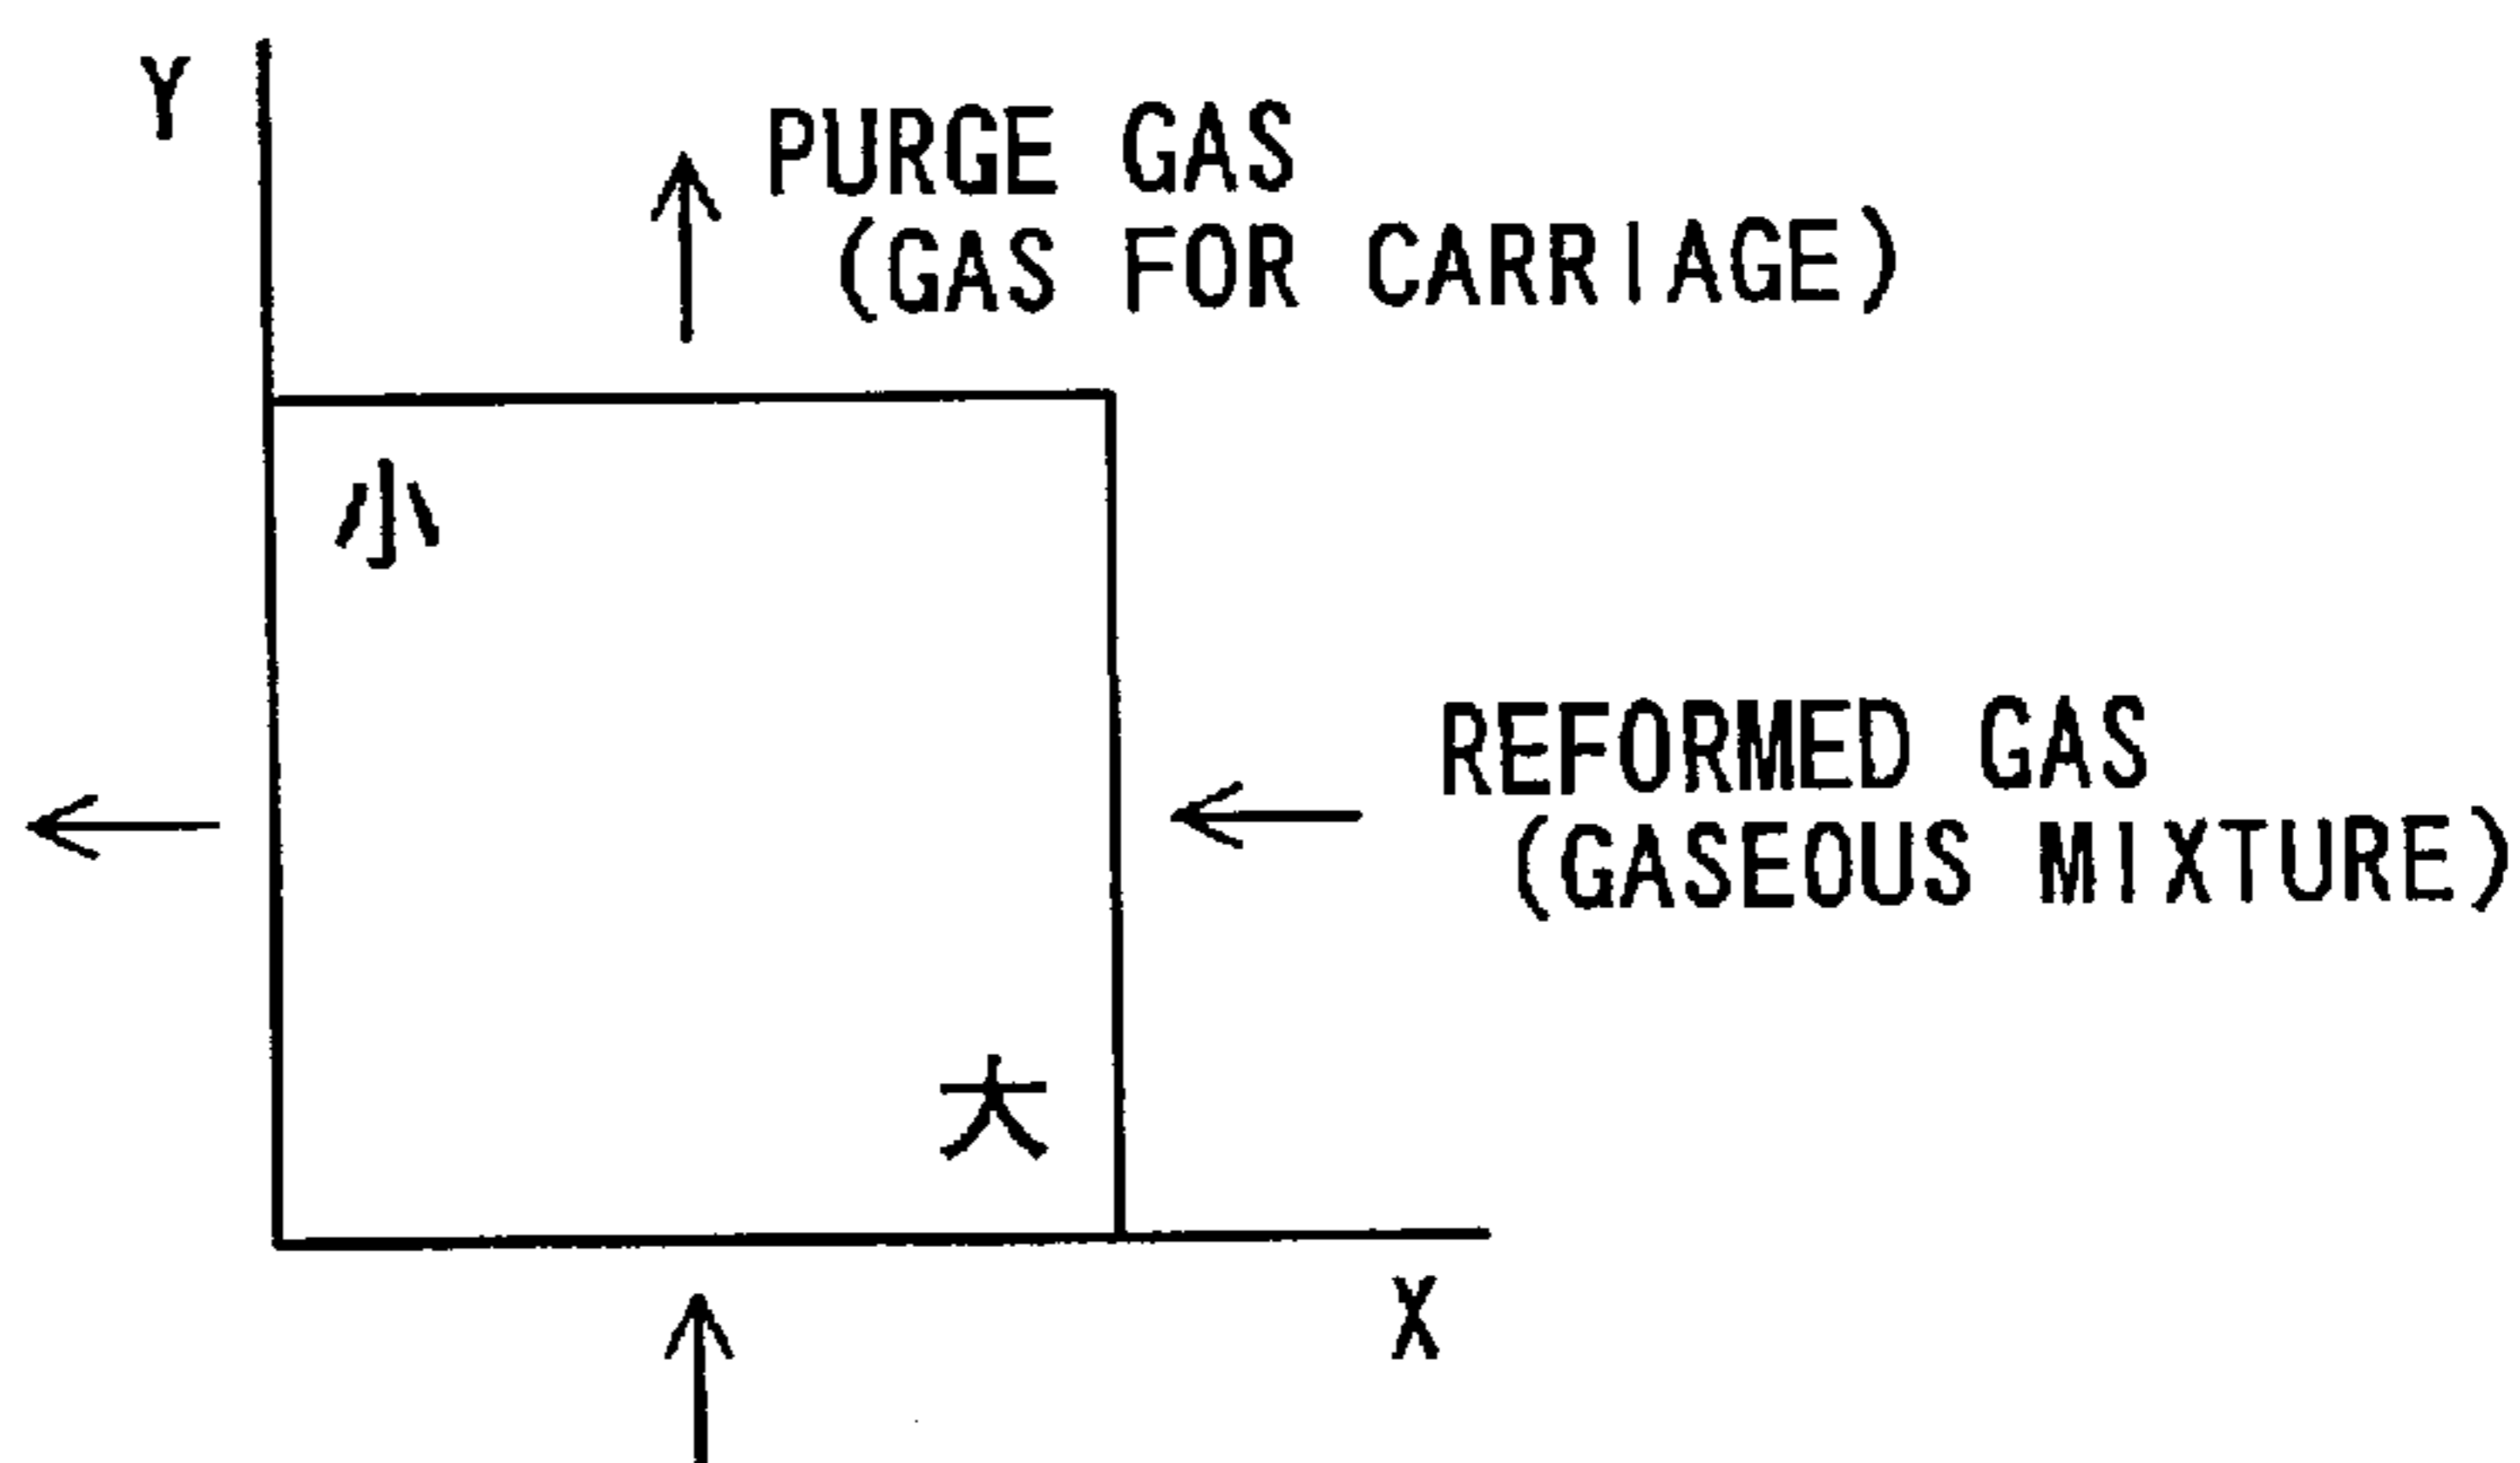 Y
PURGE GAS
(GAS FOR CARRIAGE)
小
REFORMED GAS
(GASEOUS MIXTURE)
大
X